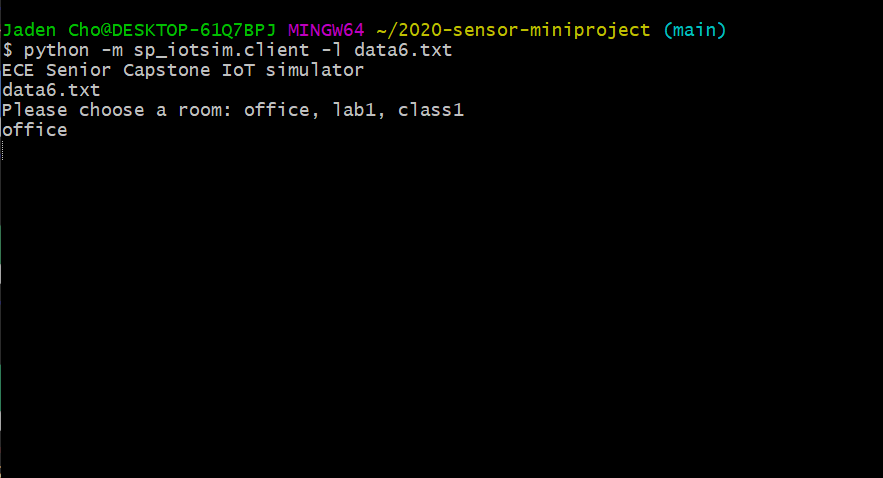 Jaden Cho@DESKTOP-61Q7BPJ MINGW64 ~/2020-sensor-miniproject (main)
$ python -m sp_iotsim.client -l data6.txt
ECE Senior Capstone IoT simulator
data6.txt
Please choose a room: office, lab1, class1
office